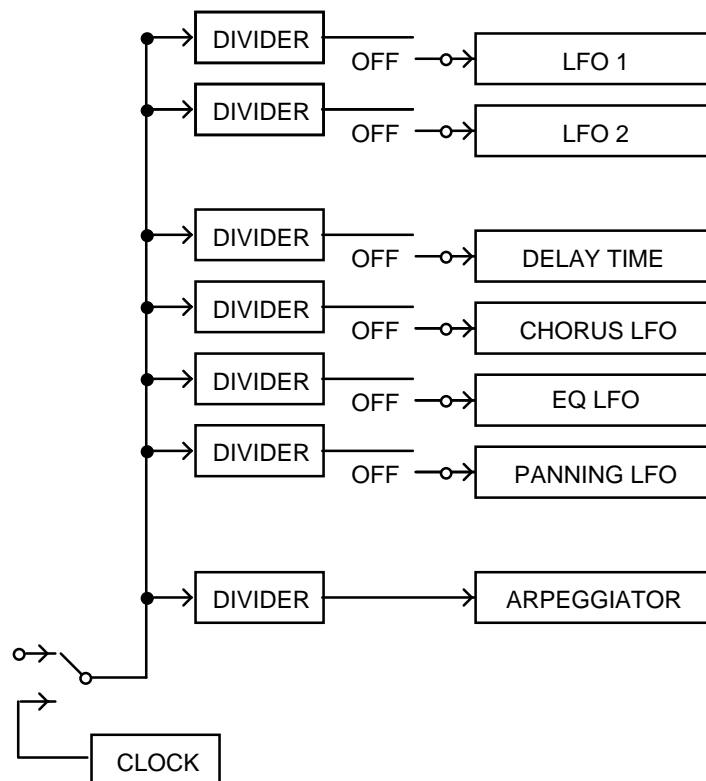 DIVIDER
OFF
LFO 1
DIVIDER
OFF
LFO 2
DIVIDER
OFF
DELAY TIME
DIVIDER
OFF
CHORUS LFO
DIVIDER
OFF
EQ LFO
DIVIDER
OFF
PANNING LFO
DIVIDER
ARPEGGIATOR
CLOCK